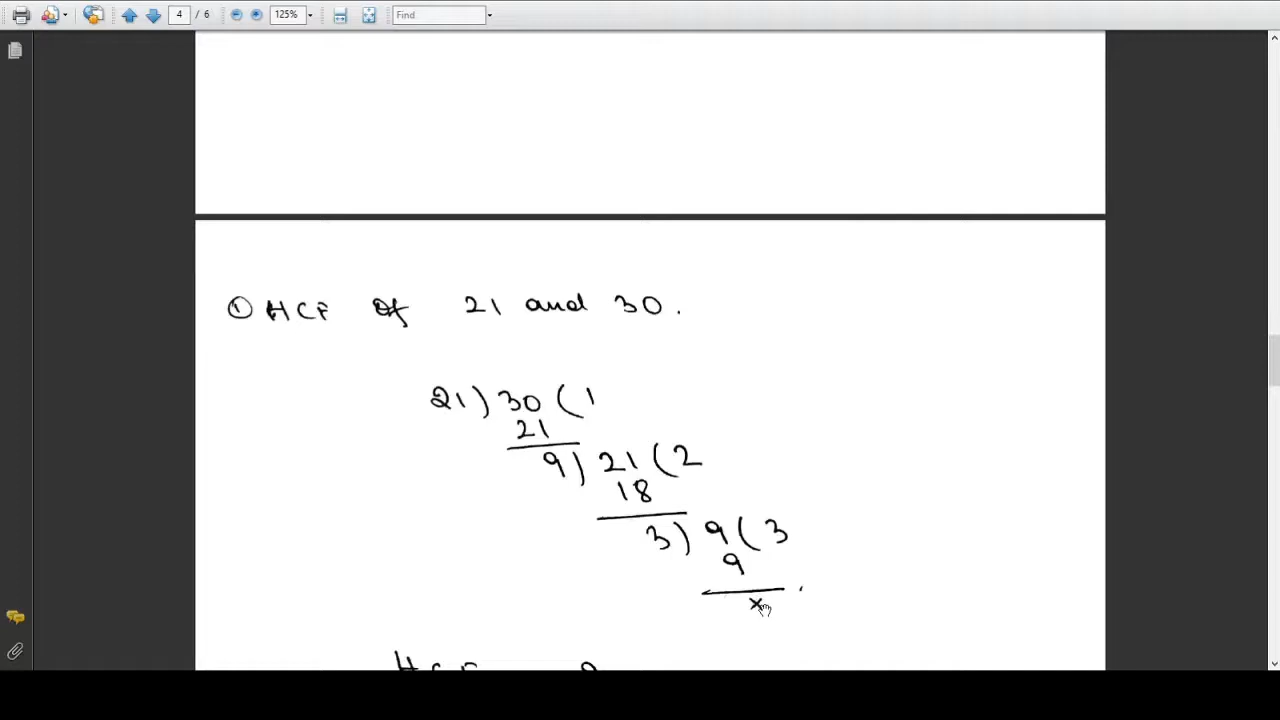 4 / 6
125%
Find
① HCF Of 21 and 30.
21 ) 30 ( 1
21
9 ) 21 ( 2
18
3 ) 9 ( 3
9
x
HCF